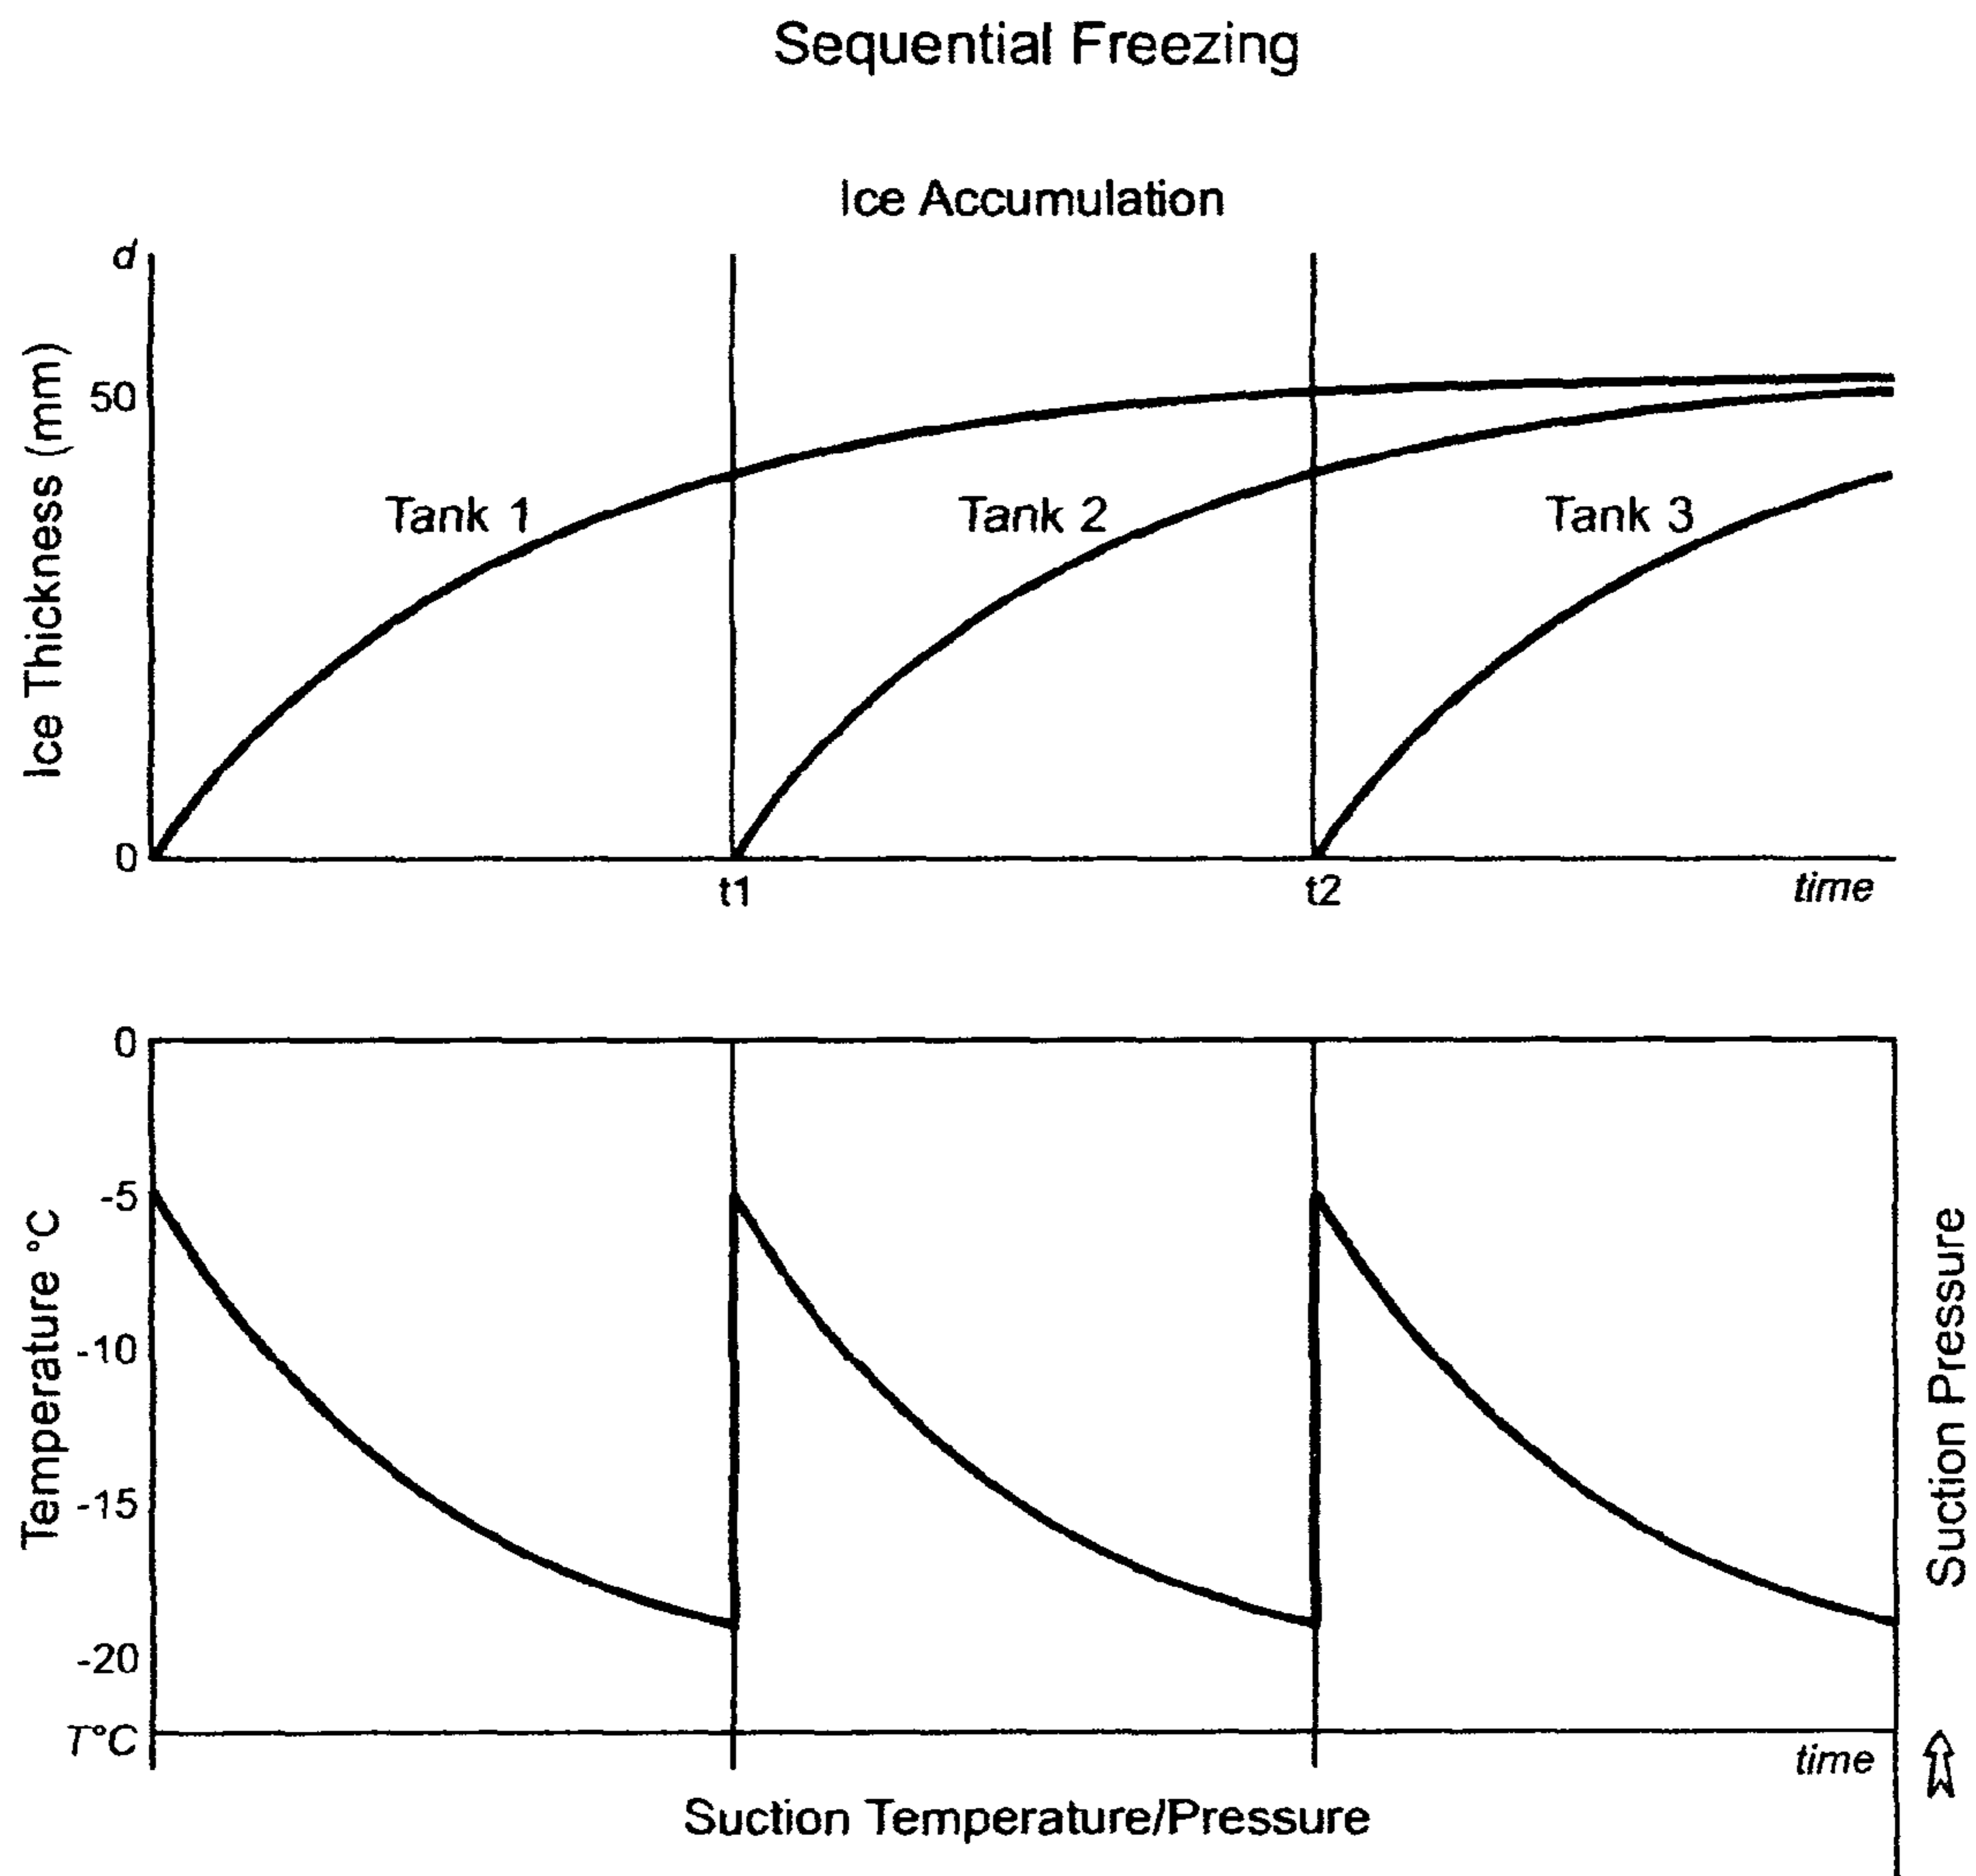 Sequential Freezing
Ice Accumulation
d
Ice Thickness (mm)
50
0
Tank 1
Tank 2
Tank 3
t1
t2
time
0
-5
-10
-15
-20
T°C
Temperature °C
Suction Pressure
time
Suction Temperature/Pressure